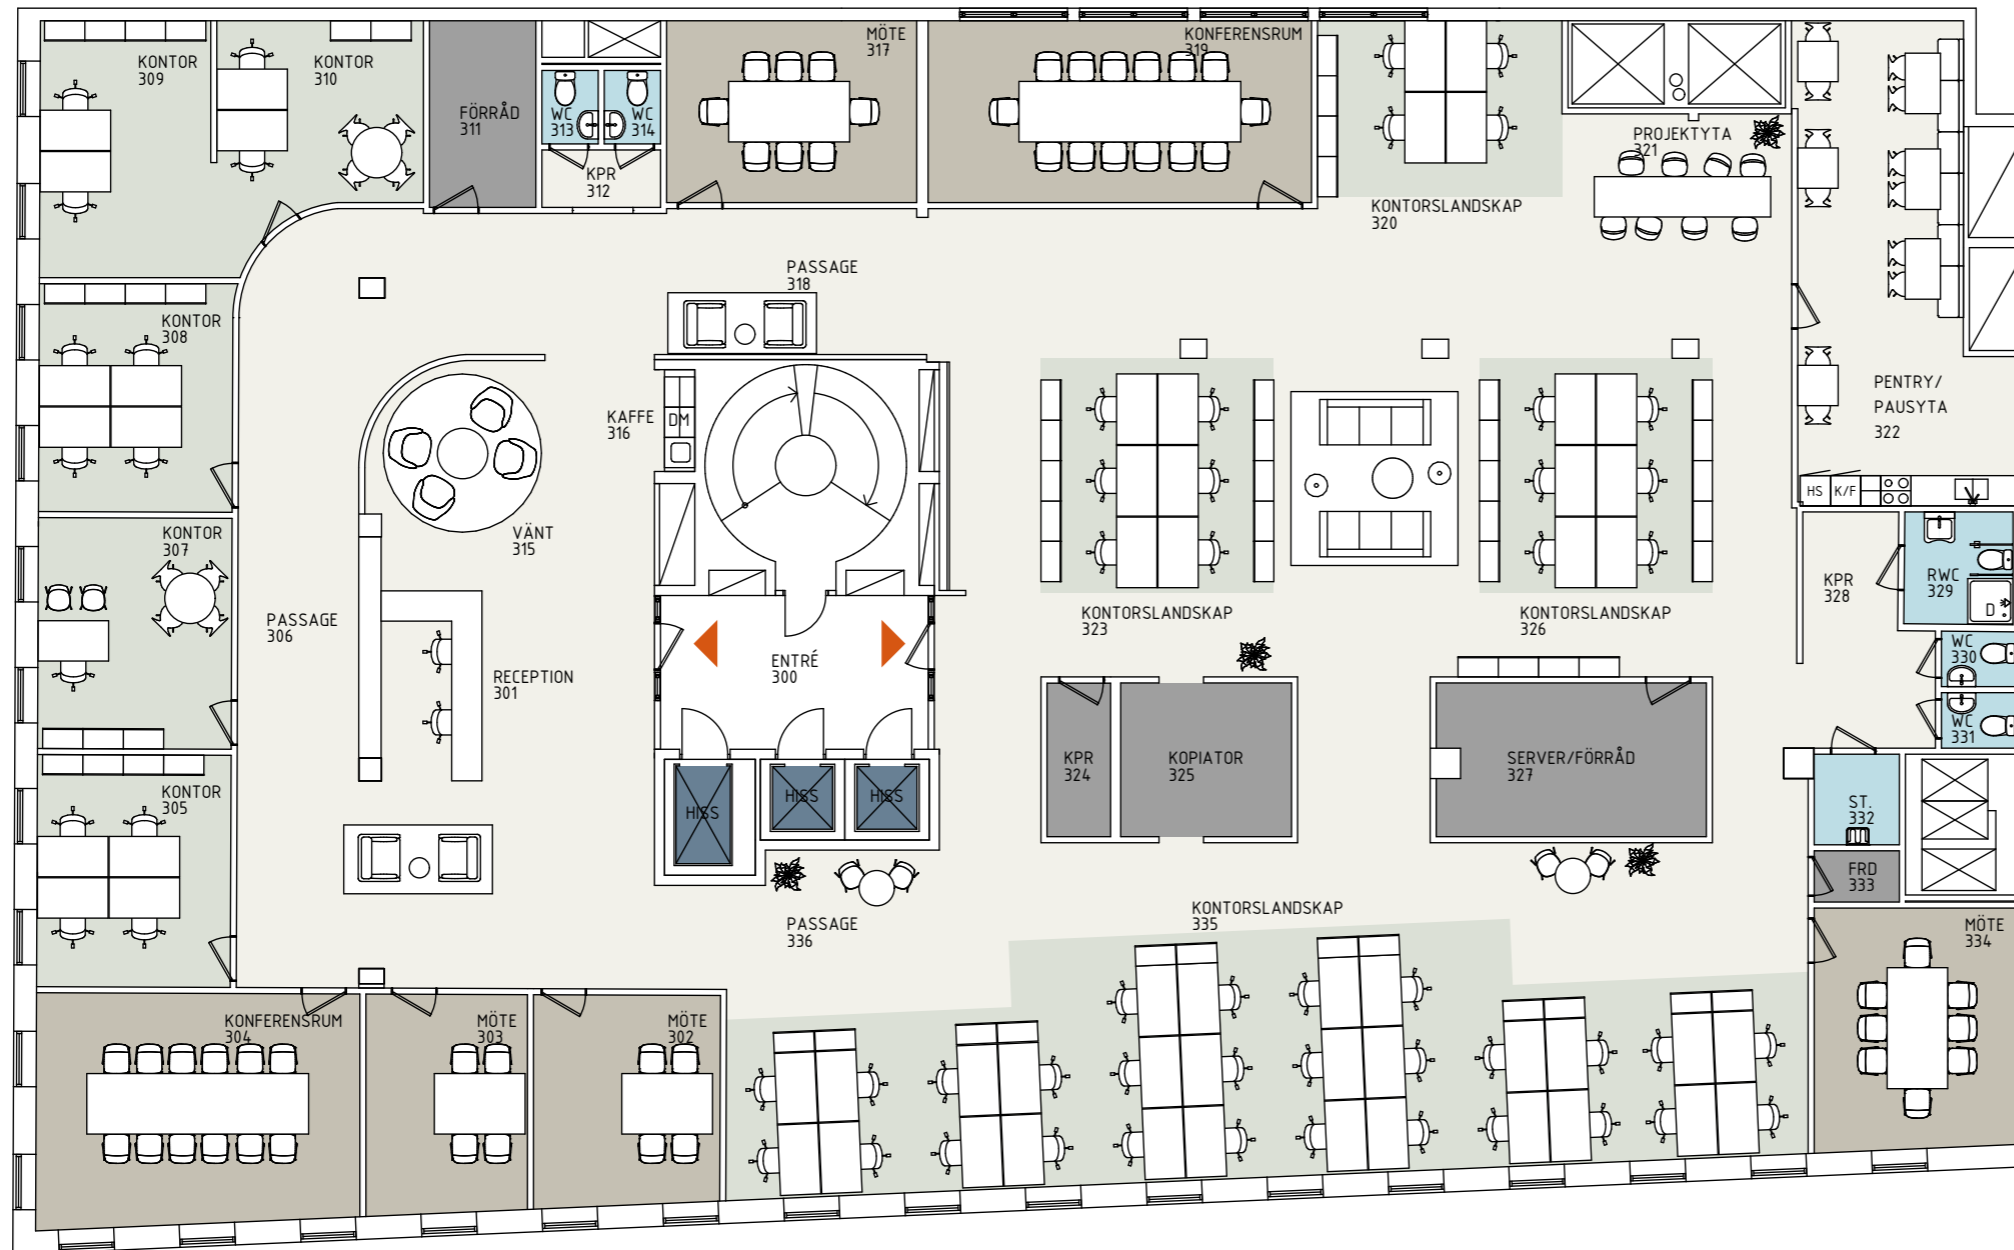 KONTOR
309
KONTOR
310
FÖRRÅD
311
WC
313
WC
314
KPR
312
MÖTE
317
KONFERENSRUM
319
KONTORSLANDSKAP
320
PROJEKTYTA
321
PASSAGE
318
KONTOR
308
KAFFE
316
DM
VÄNT
315
PENTRY/
PAUSYTA
322
HS
K/F
KONTOR
307
PASSAGE
306
RECEPTION
301
ENTRÉ
300
KONTORSLANDSKAP
323
KONTORSLANDSKAP
326
KPR
328
RWC
329
D
WC
330
WC
331
KONTOR
305
HISS
HISS
HISS
KPR
324
KOPIATOR
325
SERVER/FÖRRÅD
327
ST.
332
FRD
333
PASSAGE
336
KONTORSLANDSKAP
335
MÖTE
334
KONFERENSRUM
304
MÖTE
303
MÖTE
302